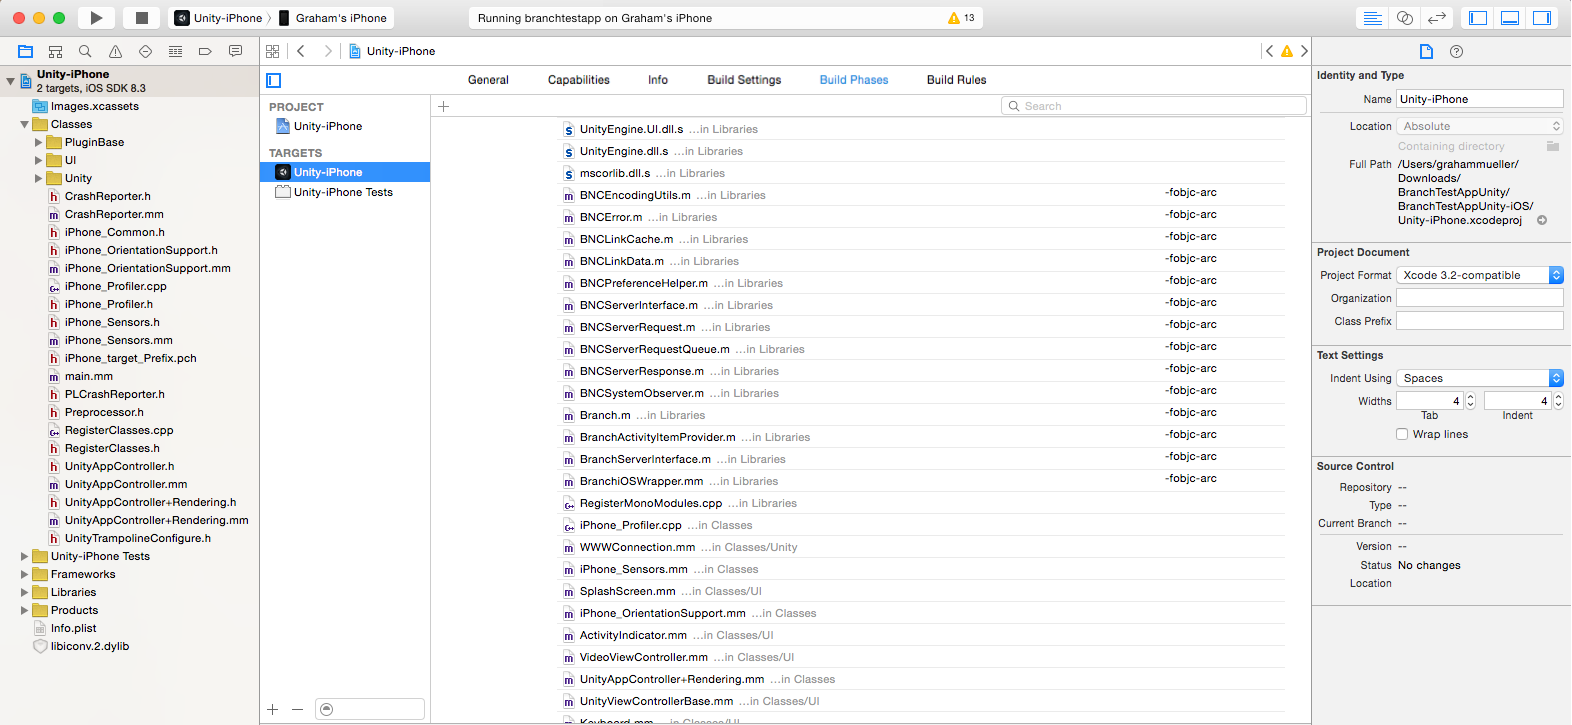 Unity-iPhone
Graham's iPhone
Running branchtestapp on Graham's iPhone
13
Unity-iPhone
2 targets, iOS SDK 8.3
Images.xcassets
Classes
PluginBase
UI
Unity
CrashReporter.h
CrashReporter.mm
iPhone_Common.h
iPhone_OrientationSupport.h
iPhone_OrientationSupport.mm
iPhone_Profiler.cpp
iPhone_Profiler.h
iPhone_Sensors.h
iPhone_Sensors.mm
iPhone_target_Prefix.pch
main.mm
PLCrashReporter.h
Preprocessor.h
RegisterClasses.cpp
RegisterClasses.h
UnityAppController.h
UnityAppController.mm
UnityAppController+Rendering.h
UnityAppController+Rendering.mm
UnityTrampolineConfigure.h
Unity-iPhone Tests
Frameworks
Libraries
Products
Info.plist
libiconv.2.dylib
Unity-iPhone
General Capabilities Info Build Settings Build Phases Build Rules
PROJECT
Unity-iPhone
TARGETS
Unity-iPhone
Unity-iPhone Tests
Search
UnityEngine.UI.dll.s ...in Libraries
UnityEngine.dll.s ...in Libraries
mscorlib.dll.s ...in Libraries
BNCEncodingUtils.m ...in Libraries -fobjc-arc
BNCError.m ...in Libraries -fobjc-arc
BNCLinkCache.m ...in Libraries -fobjc-arc
BNCLinkData.m ...in Libraries -fobjc-arc
BNCPreferenceHelper.m ...in Libraries -fobjc-arc
BNCServerInterface.m ...in Libraries -fobjc-arc
BNCServerRequest.m ...in Libraries -fobjc-arc
BNCServerRequestQueue.m ...in Libraries -fobjc-arc
BNCServerResponse.m ...in Libraries -fobjc-arc
BNCSystemObserver.m ...in Libraries -fobjc-arc
Branch.m ...in Libraries -fobjc-arc
BranchActivityItemProvider.m ...in Libraries -fobjc-arc
BranchServerInterface.m ...in Libraries -fobjc-arc
BranchiOSWrapper.mm ...in Libraries -fobjc-arc
RegisterMonoModules.cpp ...in Libraries
iPhone_Profiler.cpp ...in Classes
WWWConnection.mm ...in Classes/Unity
iPhone_Sensors.mm ...in Classes
SplashScreen.mm ...in Classes/UI
iPhone_OrientationSupport.mm ...in Classes
ActivityIndicator.mm ...in Classes/UI
VideoViewController.mm ...in Classes/UI
UnityAppController+Rendering.mm ...in Classes
UnityViewControllerBase.mm ...in Classes/UI
Keyboard.mm ...in Classes/UI
Identity and Type
Name Unity-iPhone
Location Absolute
Containing directory
Full Path /Users/grahammueller/
Downloads/
BranchTestAppUnity/
BranchTestAppUnity-iOS/
Unity-iPhone.xcodeproj
Project Document
Project Format Xcode 3.2-compatible
Organization
Class Prefix
Text Settings
Indent Using Spaces
Widths 4 4
Tab Indent
Wrap lines
Source Control
Repository --
Type --
Current Branch --
Version --
Status No changes
Location